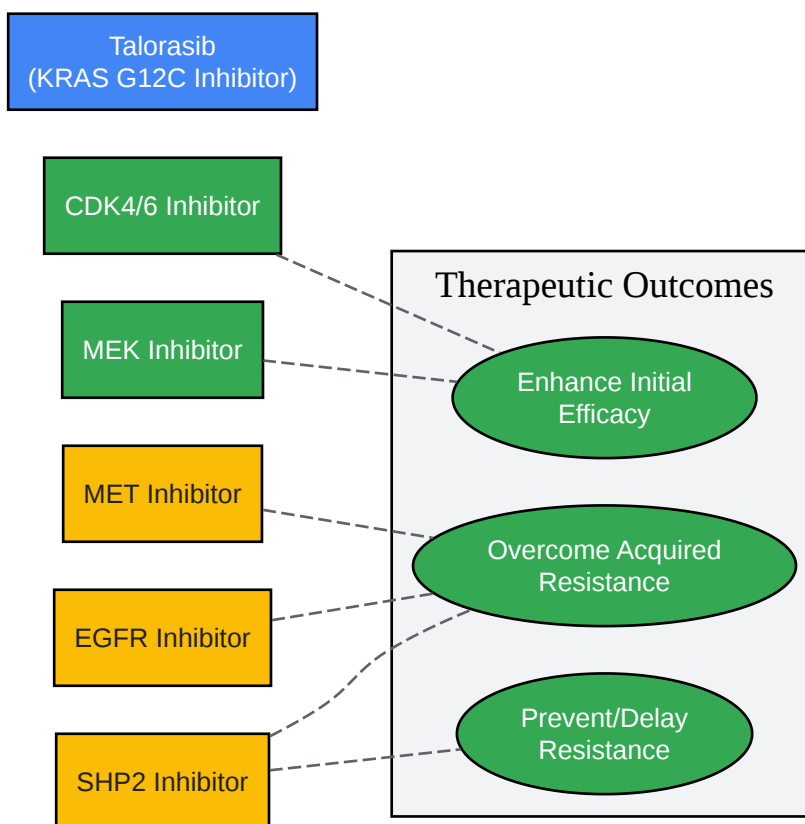 Talorasib
(KRAS G12C Inhibitor)
CDK4/6 Inhibitor
MEK Inhibitor
MET Inhibitor
EGFR Inhibitor
SHP2 Inhibitor
Therapeutic Outcomes
Enhance Initial
Efficacy
Overcome Acquired
Resistance
Prevent/Delay
Resistance